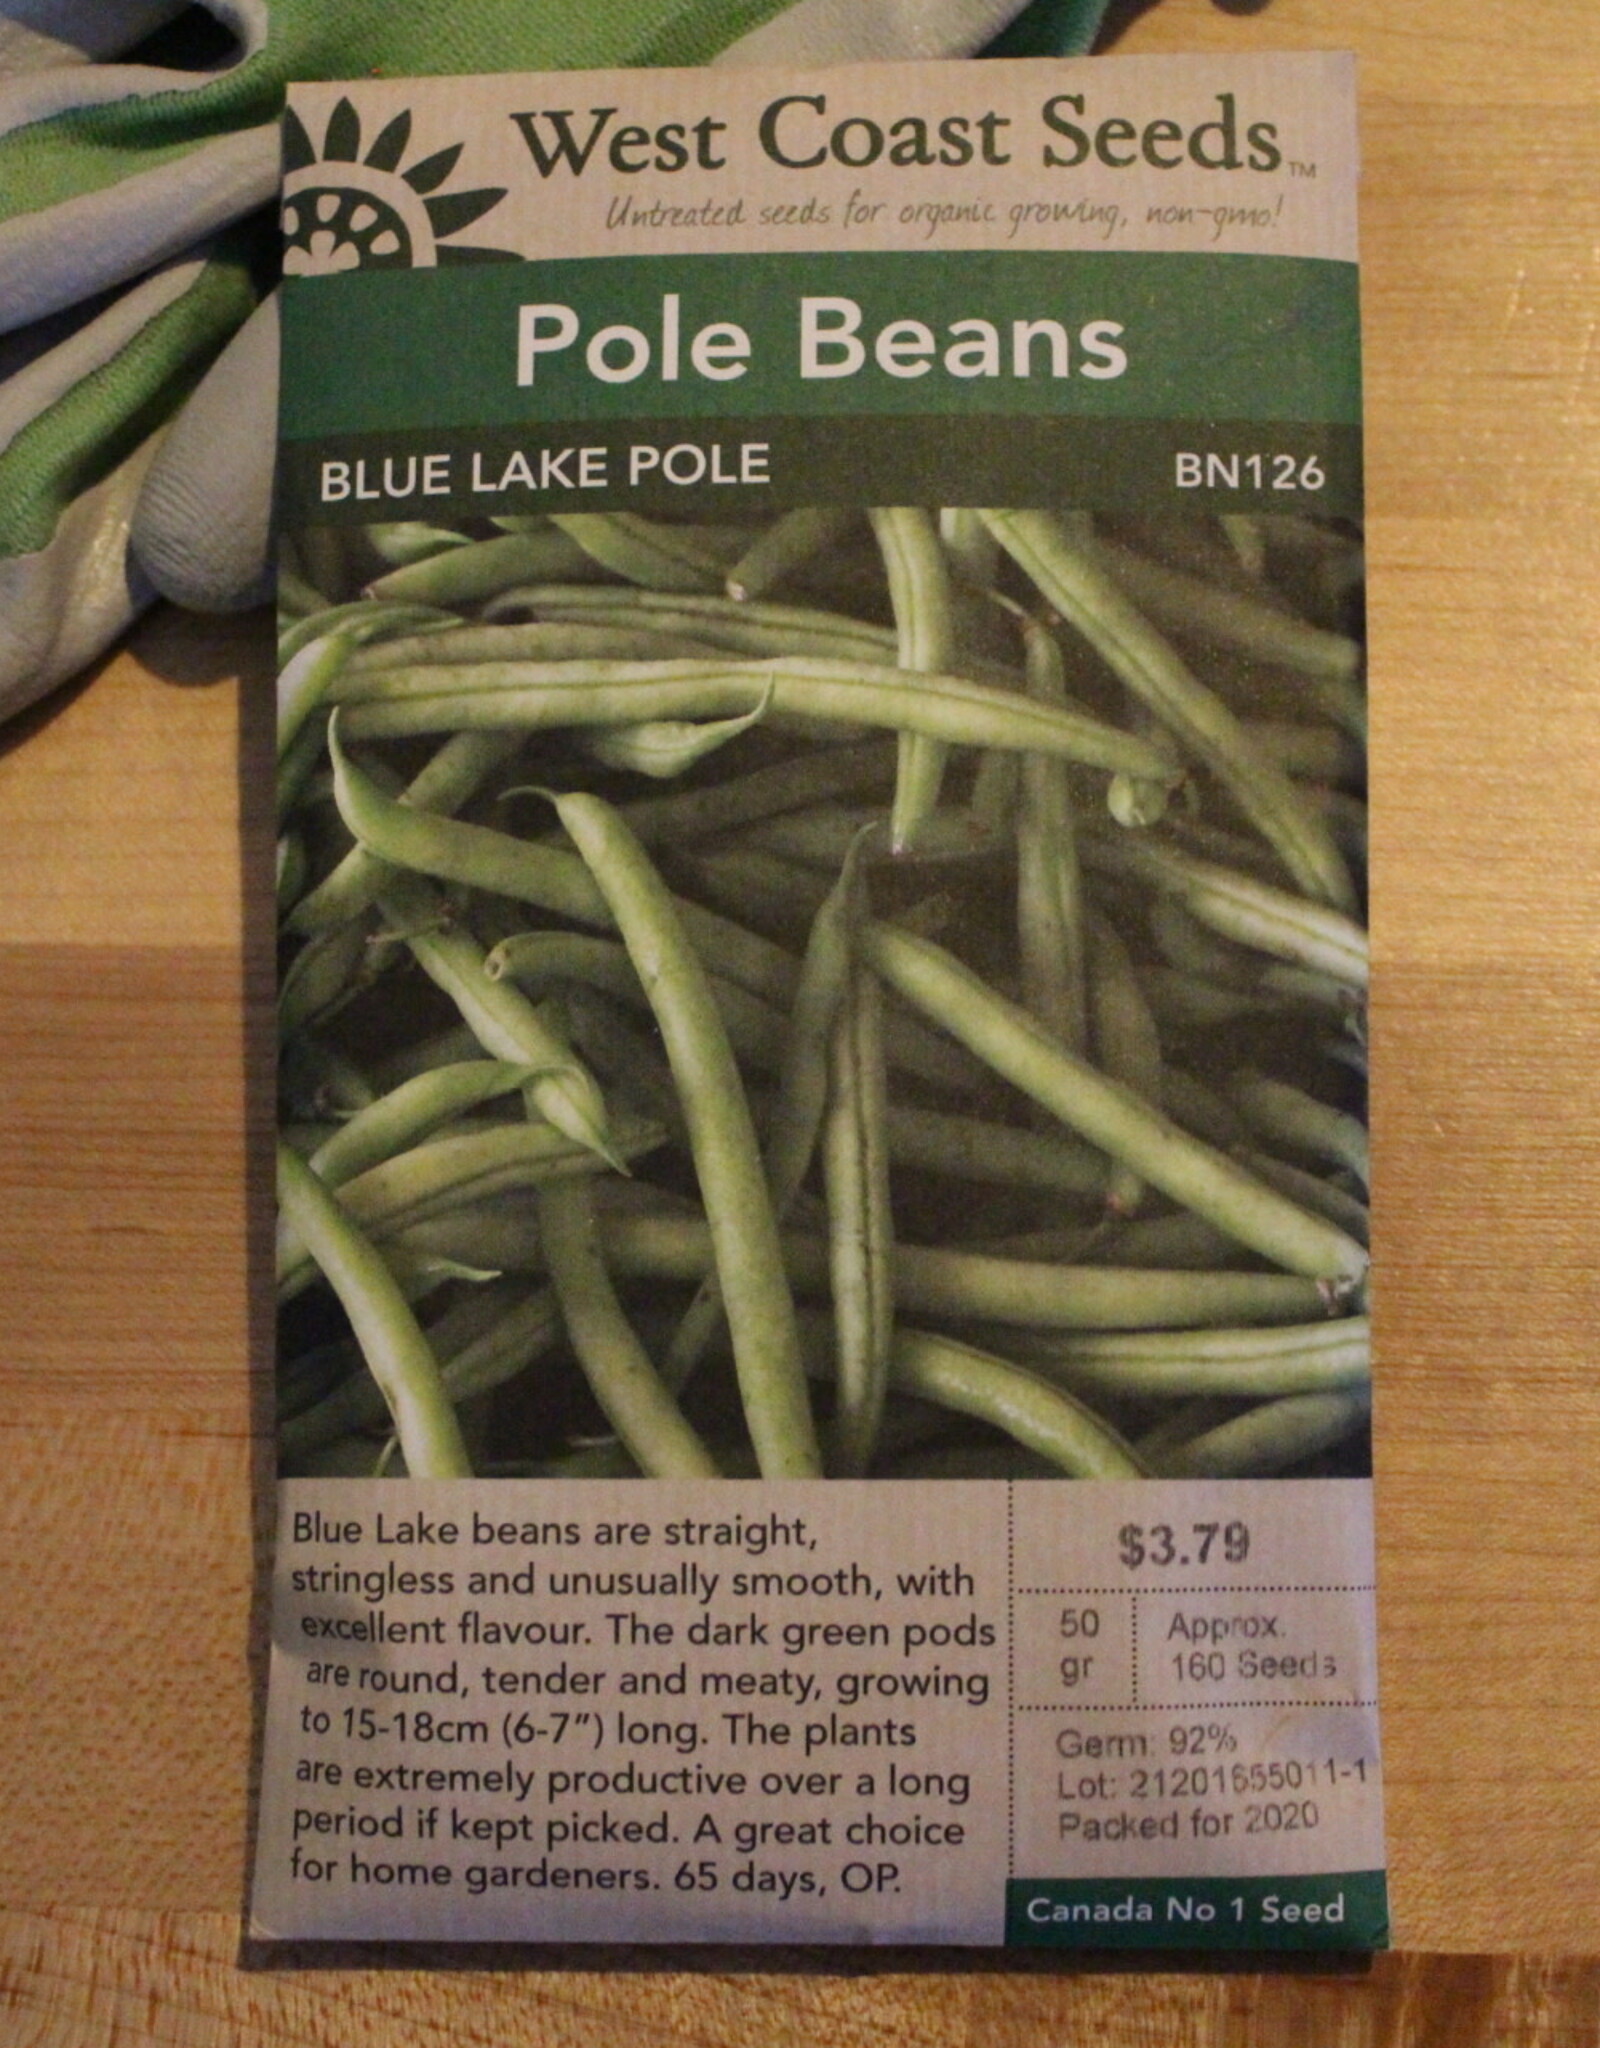 West Coast Seeds™
Untreated seeds for organic growing, non-gmo!
Pole Beans
BLUE LAKE POLE
BN126
Blue Lake beans are straight,
stringless and unusually smooth, with
excellent flavour. The dark green pods
are round, tender and meaty, growing
to 15-18cm (6-7") long. The plants
are extremely productive over a long
period if kept picked. A great choice
for home gardeners. 65 days, OP.
$3.79
50
gr
Approx.
160 Seeds
Germ: 92%
Lot: 21201655011-1
Packed for 2020
Canada No 1 Seed